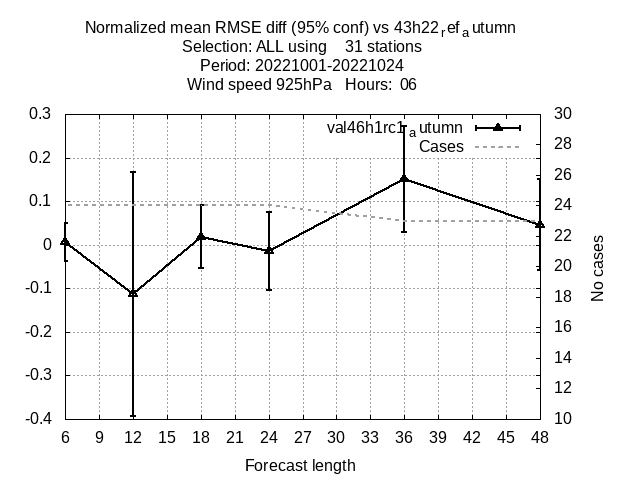 Normalized mean RMSE diff (95% conf) vs 43h22ref autumn
Selection: ALL using    31 stations
Period: 20221001-20221024
Wind speed 925hPa   Hours:  06
val46h1rc1autumn
Cases
0.3
0.2
0.1
0
-0.1
-0.2
-0.3
-0.4
30
28
26
24
22
20
18
16
14
12
10
No cases
6 9 12 15 18 21 24 27 30 33 36 39 42 45 48
Forecast length